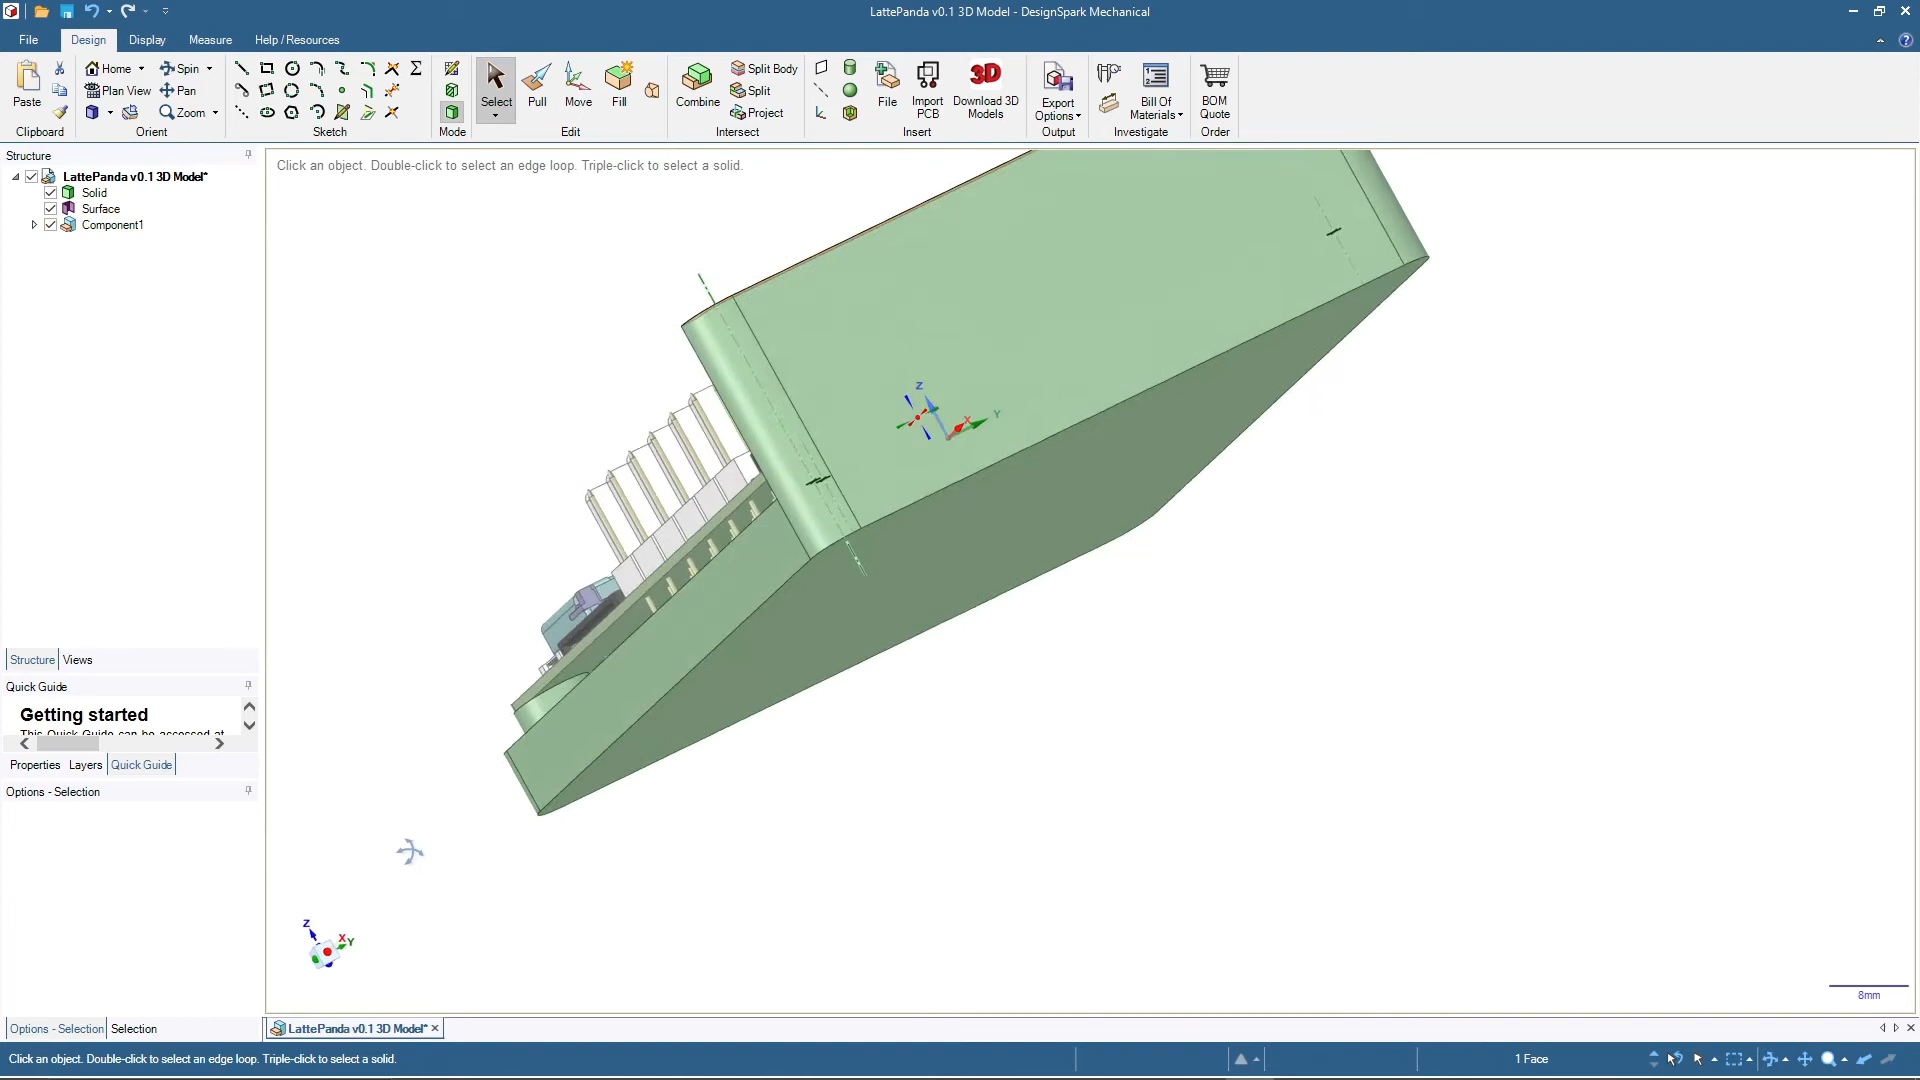 LattePanda v0.1 3D Model - DesignSpark Mechanical
File Design Display Measure Help / Resources
Paste
Home
Plan View
Spin
Pan
Zoom
Select
Pull
Move
Fill
Combine
Split Body
Split
Project
File
Import
PCB
3D
Download 3D
Models
Export
Options
Bill Of
Materials
BOM
Quote
Clipboard Orient Sketch Mode Edit Intersect Insert Output Investigate Order
Structure
LattePanda v0.1 3D Model*
Solid
Surface
Component1
Click an object. Double-click to select an edge loop. Triple-click to select a solid.
Z
X
Y
Structure Views
Quick Guide
Getting started
Properties Layers Quick Guide
Options - Selection
Z
X
Y
8mm
Options - Selection Selection
LattePanda v0.1 3D Model*
Click an object. Double-click to select an edge loop. Triple-click to select a solid.
1 Face